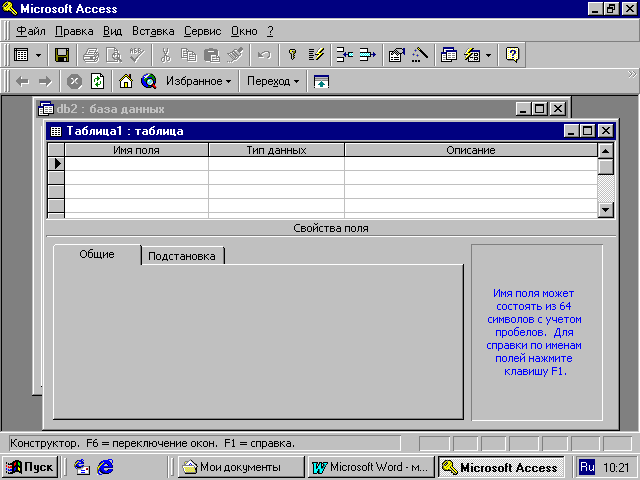 Microsoft Access
Файл Правка Вид Вставка Сервис Окно ?
Избранное Переход
db2 : база данных
Таблица1 : таблица
Имя поля Тип данных Описание
Свойства поля
Общие Подстановка
Имя поля может
состоять из 64
символов с учетом
пробелов. Для
справки по именам
полей нажмите
клавишу F1.
Конструктор. F6 = переключение окон. F1 = справка.
Пуск Мои документы Microsoft Word - м... Microsoft Access Ru 10:21